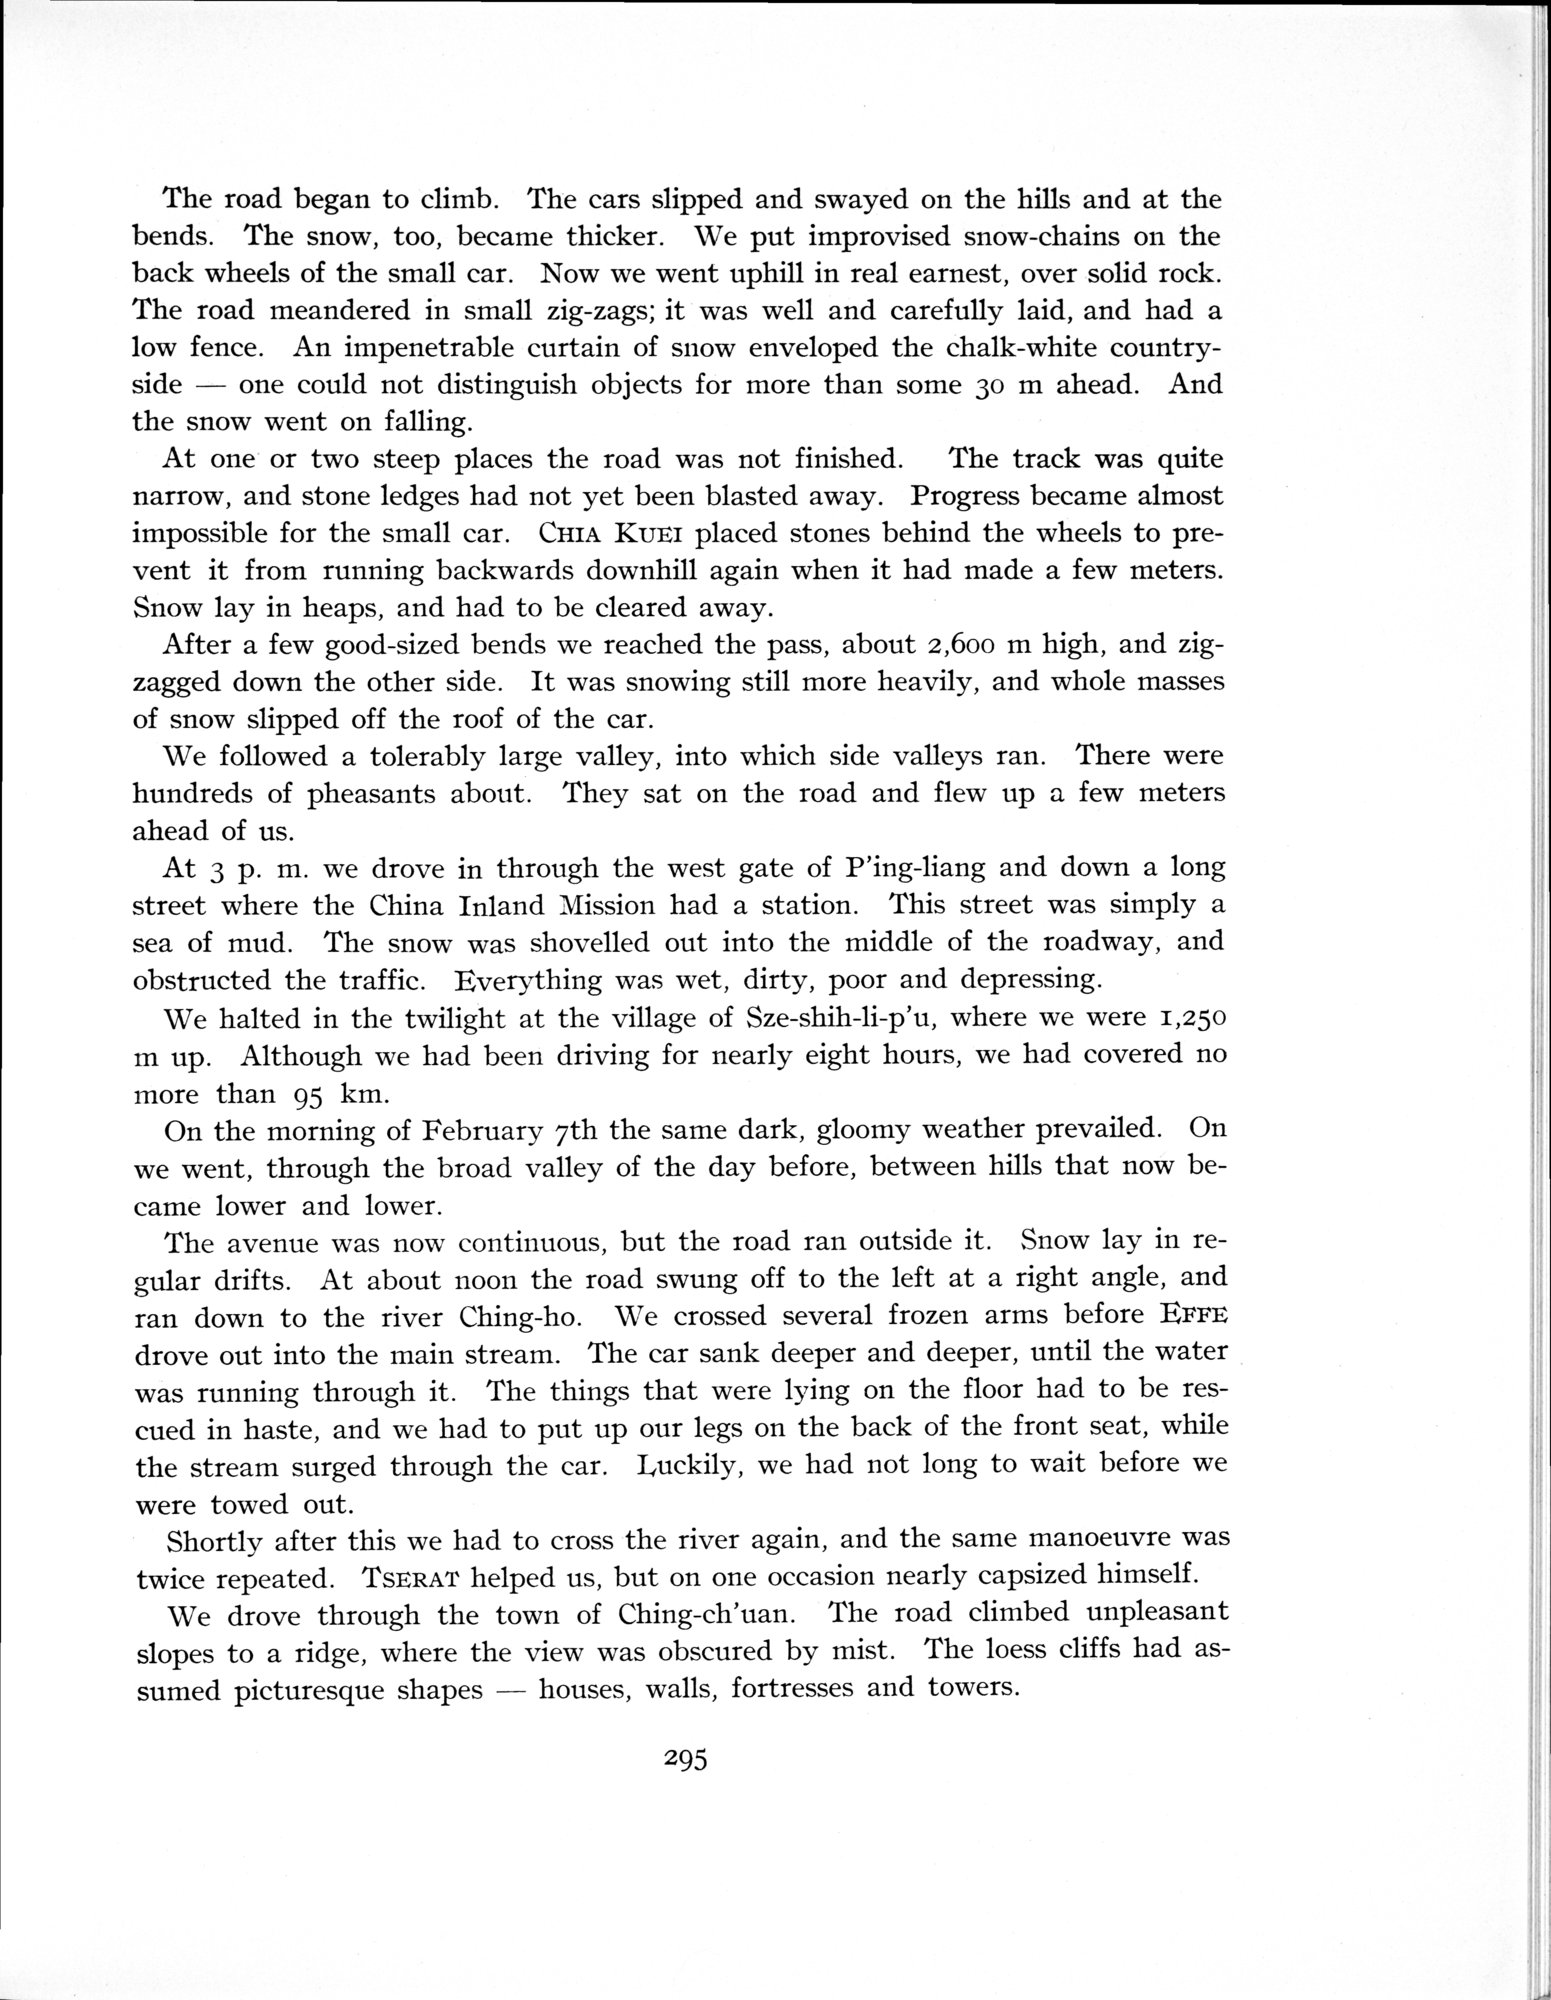 The road began to climb. The cars slipped and swayed on the hills and at the
bends. The snow, too, became thicker. We put improvised snow-chains on the
back wheels of the small car. Now we went uphill in real earnest, over solid rock.
The road meandered in small zig-zags; it was well and carefully laid, and had a
low fence. An impenetrable curtain of snow enveloped the chalk-white country-
side — one could not distinguish objects for more than some 30 m ahead. And
the snow went on falling.
At one or two steep places the road was not finished. The track was quite
narrow, and stone ledges had not yet been blasted away. Progress became almost
impossible for the small car. CHIA KUEI placed stones behind the wheels to pre-
vent it from running backwards downhill again when it had made a few meters.
Snow lay in heaps, and had to be cleared away.
After a few good-sized bends we reached the pass, about 2,600 m high, and zig-
zagged down the other side. It was snowing still more heavily, and whole masses
of snow slipped off the roof of the car.
We followed a tolerably large valley, into which side valleys ran. There were
hundreds of pheasants about. They sat on the road and flew up a few meters
ahead of us.
At 3 p. m. we drove in through the west gate of P'ing-liang and down a long
street where the China Inland Mission had a station. This street was simply a
sea of mud. The snow was shovelled out into the middle of the roadway, and
obstructed the traffic. Everything was wet, dirty, poor and depressing.
We halted in the twilight at the village of Sze-shih-li-p'u, where we were 1,250
m up. Although we had been driving for nearly eight hours, we had covered no
more than 95 km.
On the morning of February 7th the same dark, gloomy weather prevailed. On
we went, through the broad valley of the day before, between hills that now be-
came lower and lower.
The avenue was now continuous, but the road ran outside it. Snow lay in re-
gular drifts. At about noon the road swung off to the left at a right angle, and
ran down to the river Ching-ho. We crossed several frozen arms before EFFE
drove out into the main stream. The car sank deeper and deeper, until the water
was running through it. The things that were lying on the floor had to be res-
cued in haste, and we had to put up our legs on the back of the front seat, while
the stream surged through the car. Luckily, we had not long to wait before we
were towed out.
Shortly after this we had to cross the river again, and the same manoeuvre was
twice repeated. TSERAT helped us, but on one occasion nearly capsized himself.
We drove through the town of Ching-ch'uan. The road climbed unpleasant
slopes to a ridge, where the view was obscured by mist. The loess cliffs had as-
sumed picturesque shapes — houses, walls, fortresses and towers.
295